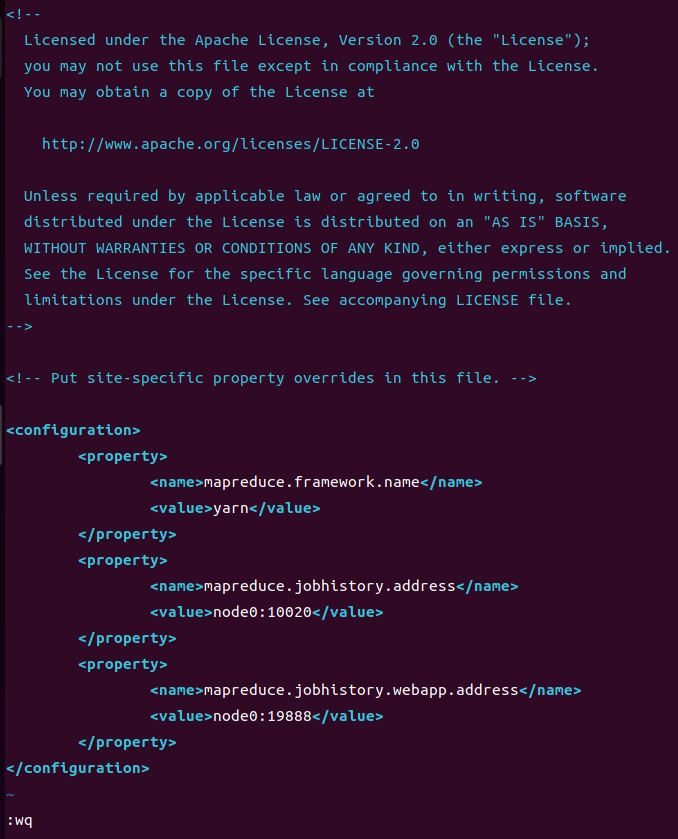 <!--
  Licensed under the Apache License, Version 2.0 (the "License");
  you may not use this file except in compliance with the License.
  You may obtain a copy of the License at

    http://www.apache.org/licenses/LICENSE-2.0

  Unless required by applicable law or agreed to in writing, software
  distributed under the License is distributed on an "AS IS" BASIS,
  WITHOUT WARRANTIES OR CONDITIONS OF ANY KIND, either express or implied.
  See the License for the specific language governing permissions and
  limitations under the License. See accompanying LICENSE file.
-->

<!-- Put site-specific property overrides in this file. -->

<configuration>
        <property>
                <name>mapreduce.framework.name</name>
                <value>yarn</value>
        </property>
        <property>
                <name>mapreduce.jobhistory.address</name>
                <value>node0:10020</value>
        </property>
        <property>
                <name>mapreduce.jobhistory.webapp.address</name>
                <value>node0:19888</value>
        </property>
</configuration>
~
:wq